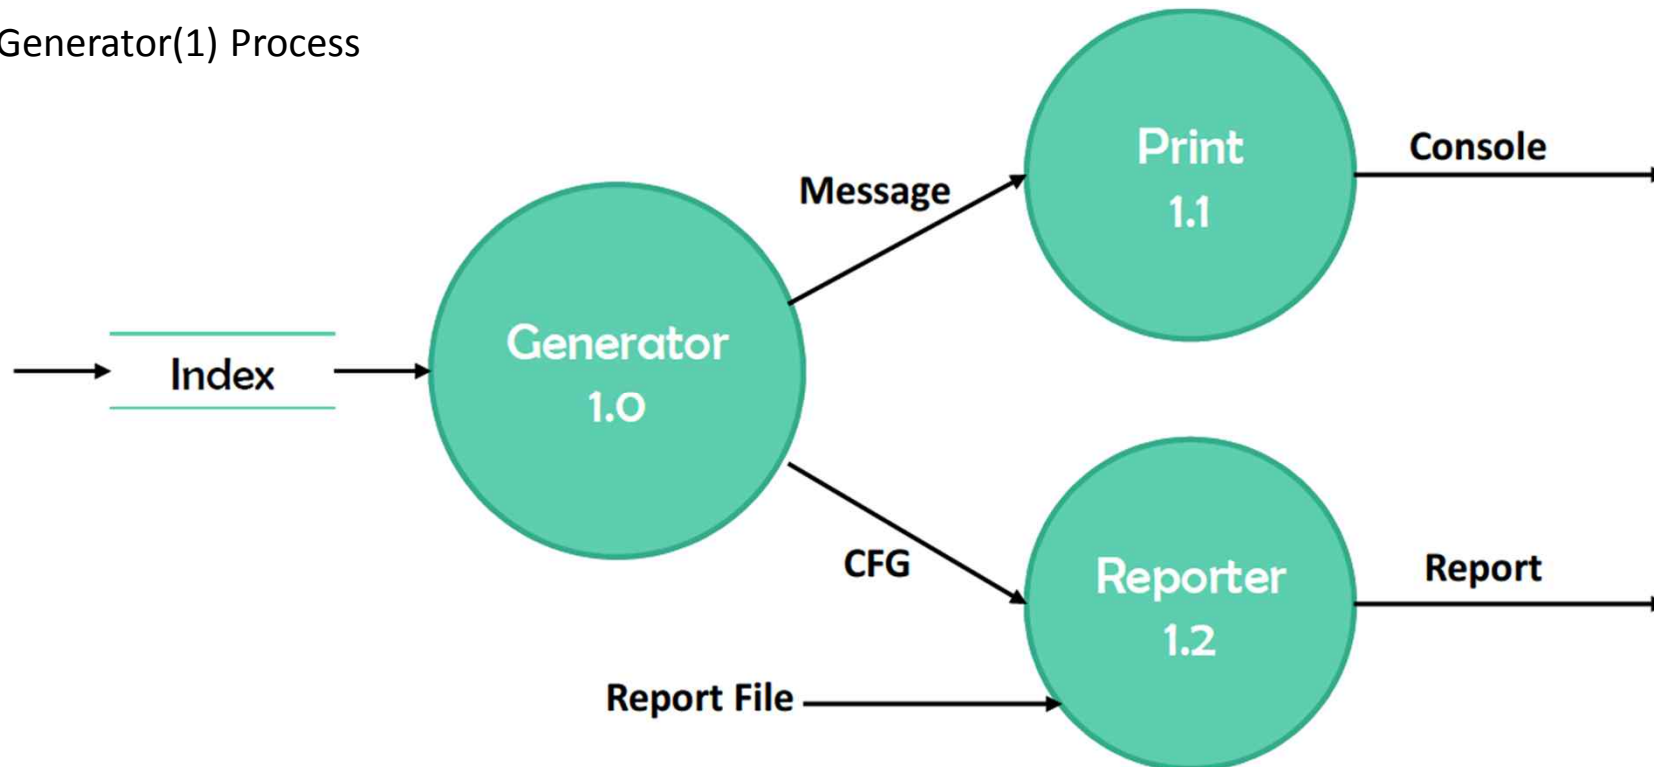 Generator(1) Process
Print
1.1
Console
Message
Generator
1.0
Index
CFG
Reporter
1.2
Report
Report File